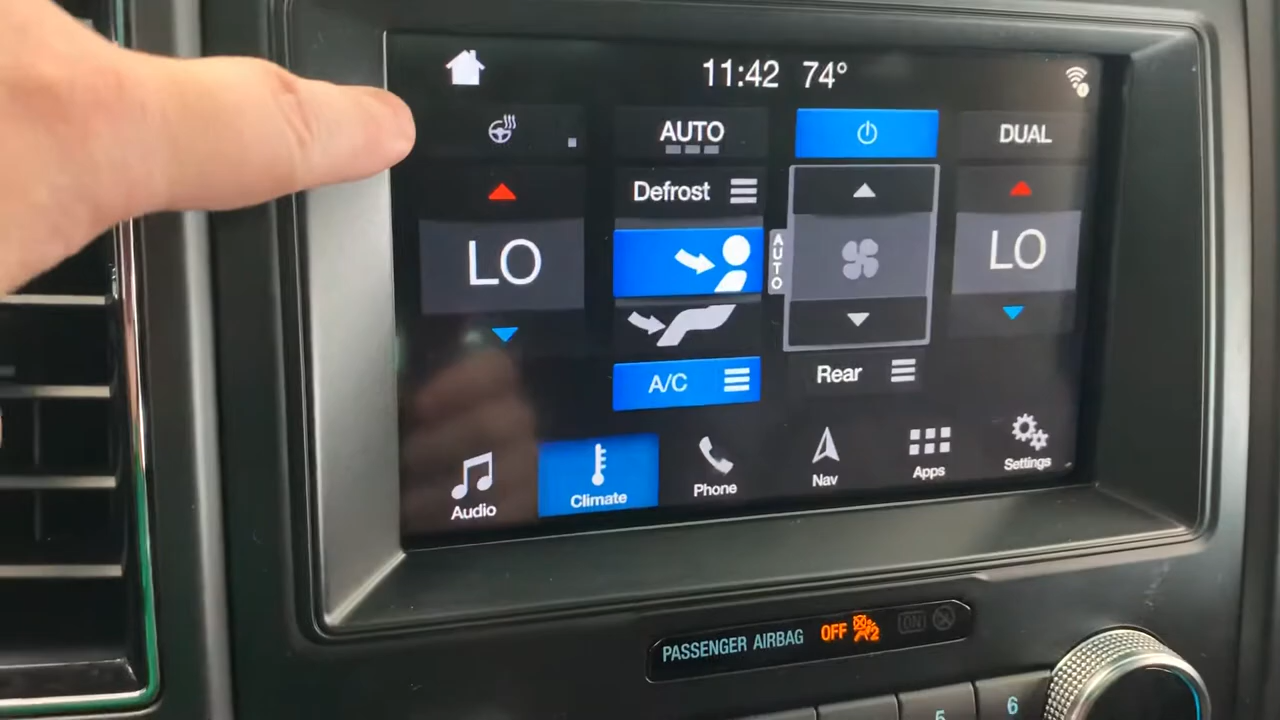 11:42 74°
AUTO
DUAL
Defrost
LO
AUTO
LO
A/C
Rear
Audio
Climate
Phone
Nav
Apps
Settings
PASSENGER AIRBAG OFF 2 ON
5
6